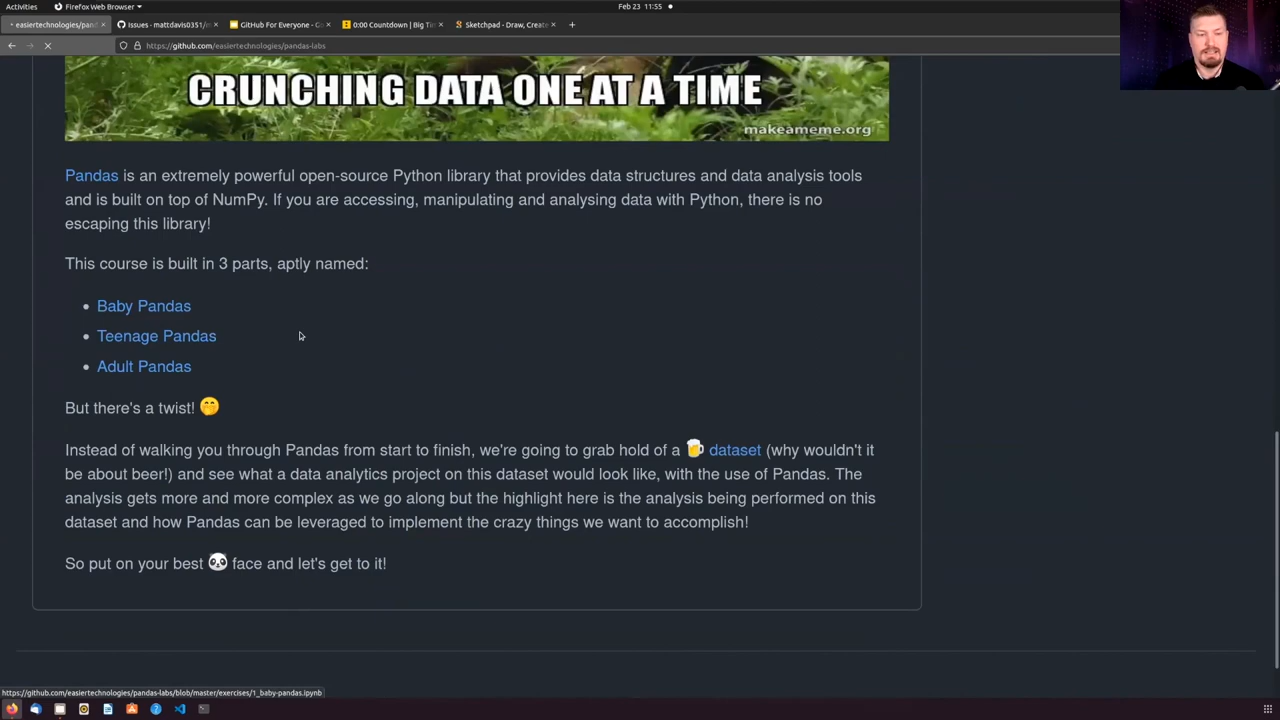 Activities
Firefox Web Browser
Feb 23 11:55
easiertechnologies/pand
Issues - mattdavis0351/
GitHub For Everyone - Go
0:00 Countdown | Big Ti
Sketchpad - Draw, Create
https://github.com/easiertechnologies/pandas-labs
CRUNCHING DATA ONE AT A TIME
makeameme.org
Pandas is an extremely powerful open-source Python library that provides data structures and data analysis tools
and is built on top of NumPy. If you are accessing, manipulating and analysing data with Python, there is no
escaping this library!
This course is built in 3 parts, aptly named:
Baby Pandas
Teenage Pandas
Adult Pandas
But there's a twist! 🤭
Instead of walking you through Pandas from start to finish, we're going to grab hold of a 🍺 dataset (why wouldn't it
be about beer!) and see what a data analytics project on this dataset would look like, with the use of Pandas. The
analysis gets more and more complex as we go along but the highlight here is the analysis being performed on this
dataset and how Pandas can be leveraged to implement the crazy things we want to accomplish!
So put on your best 🐼 face and let's get to it!
https://github.com/easiertechnologies/pandas-labs/blob/master/exercises/1_baby-pandas.ipynb